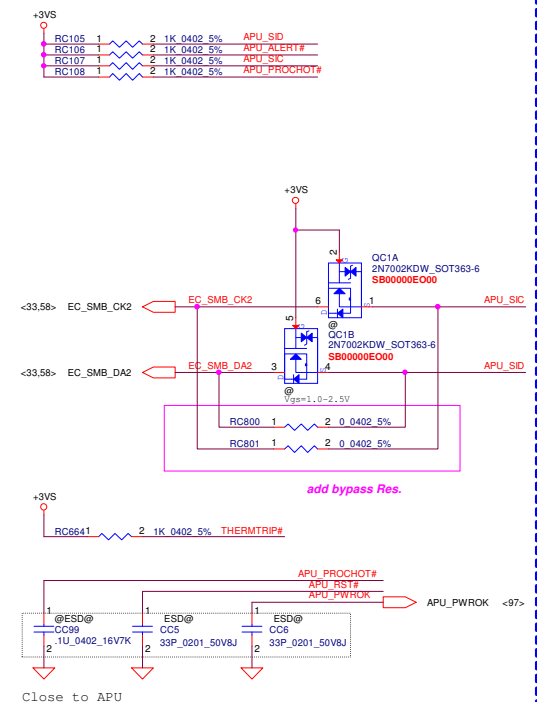 +3VS
RC105 1 2 1K_0402_5% APU_SID
RC106 1 2 1K_0402_5% APU_ALERT#
RC107 1 2 1K_0402_5% APU_SIC
RC108 1 2 1K_0402_5% APU_PROCHOT#
+3VS
2 G
QC1A
2N7002KDW_SOT363-6
SB00000EO00
<33,58> EC_SMB_CK2 EC_SMB_CK2 6 D S 1 APU_SIC
@
5 G
QC1B
2N7002KDW_SOT363-6
SB00000EO00
<33,58> EC_SMB_DA2 EC_SMB_DA2 3 D S 4 APU_SID
@
Vgs=1.0-2.5V
RC800 1 2 0_0402_5%
RC801 1 2 0_0402_5%
add bypass Res.
+3VS
RC664 1 2 1K_0402_5% THERMTRIP#
APU_PROCHOT#
APU_RST#
APU_PWROK
APU_PWROK <97>
1 @ESD@ 1 ESD@ 1 ESD@
CC99 CC5 CC6
.1U_0402_16V7K 33P_0201_50V8J 33P_0201_50V8J
2 2 2
Close to APU